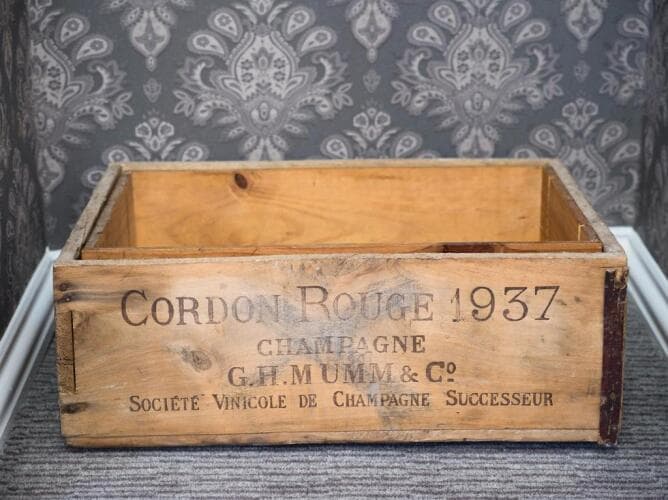 CORDON ROUGE 1937
CHAMPAGNE
G.H.MUMM & Cº
SOCIÉTÉ VINICOLE DE CHAMPAGNE SUCCESSEUR